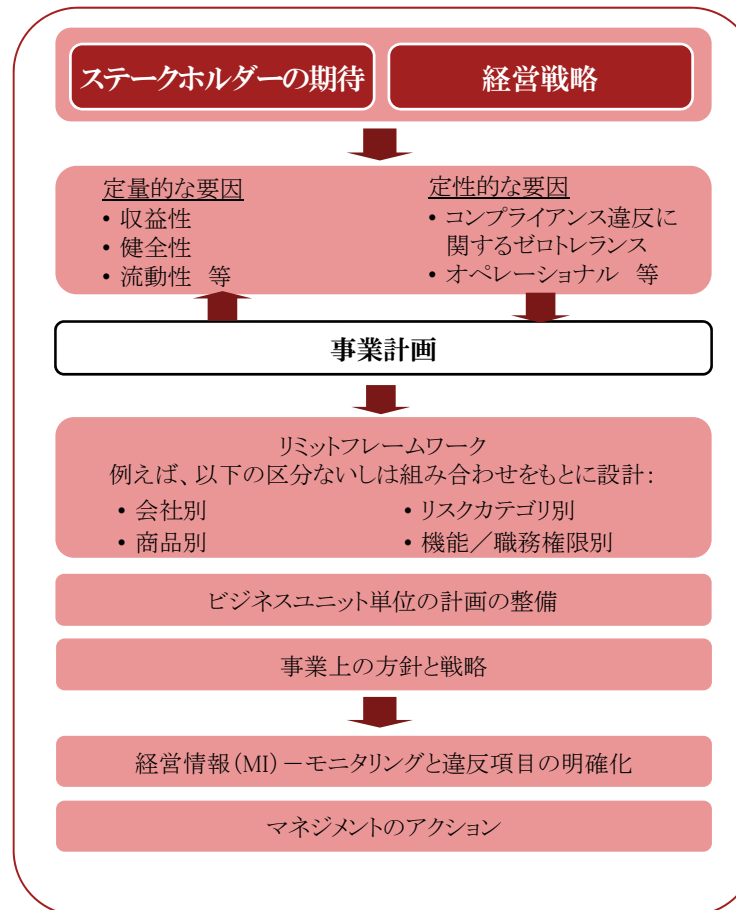 ステークホルダーの期待
経営戦略
定量的な要因
• 収益性
• 健全性
• 流動性　等
定性的な要因
• コンプライアンス違反に
関するゼロトレランス
• オペレーショナル　等
事業計画
リミットフレームワーク
例えば、以下の区分ないしは組み合わせをもとに設計：
• 会社別
• 商品別
• リスクカテゴリ別
• 機能／職務権限別
ビジネスユニット単位の計画の整備
事業上の方針と戦略
経営情報（MI）－モニタリングと違反項目の明確化
マネジメントのアクション